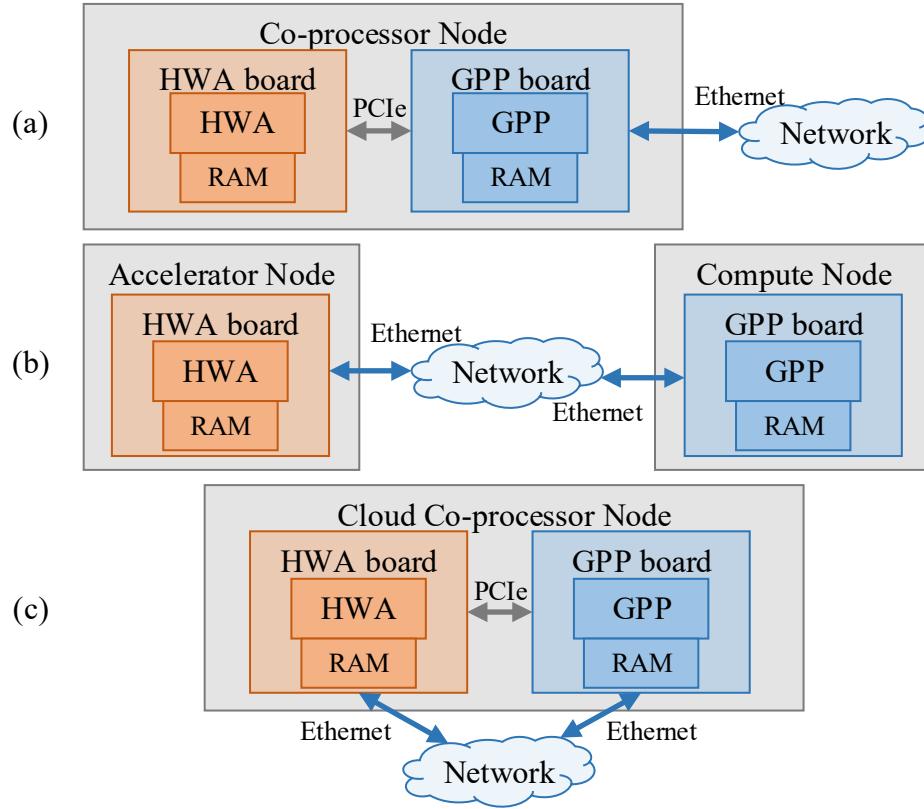 (a)
Co-processor Node
HWA board
HWA
RAM
PCIe
GPP board
GPP
RAM
Ethernet
Network
(b)
Accelerator Node
HWA board
HWA
RAM
Ethernet
Network
Ethernet
Compute Node
GPP board
GPP
RAM
(c)
Cloud Co-processor Node
HWA board
HWA
RAM
PCIe
GPP board
GPP
RAM
Ethernet
Ethernet
Network